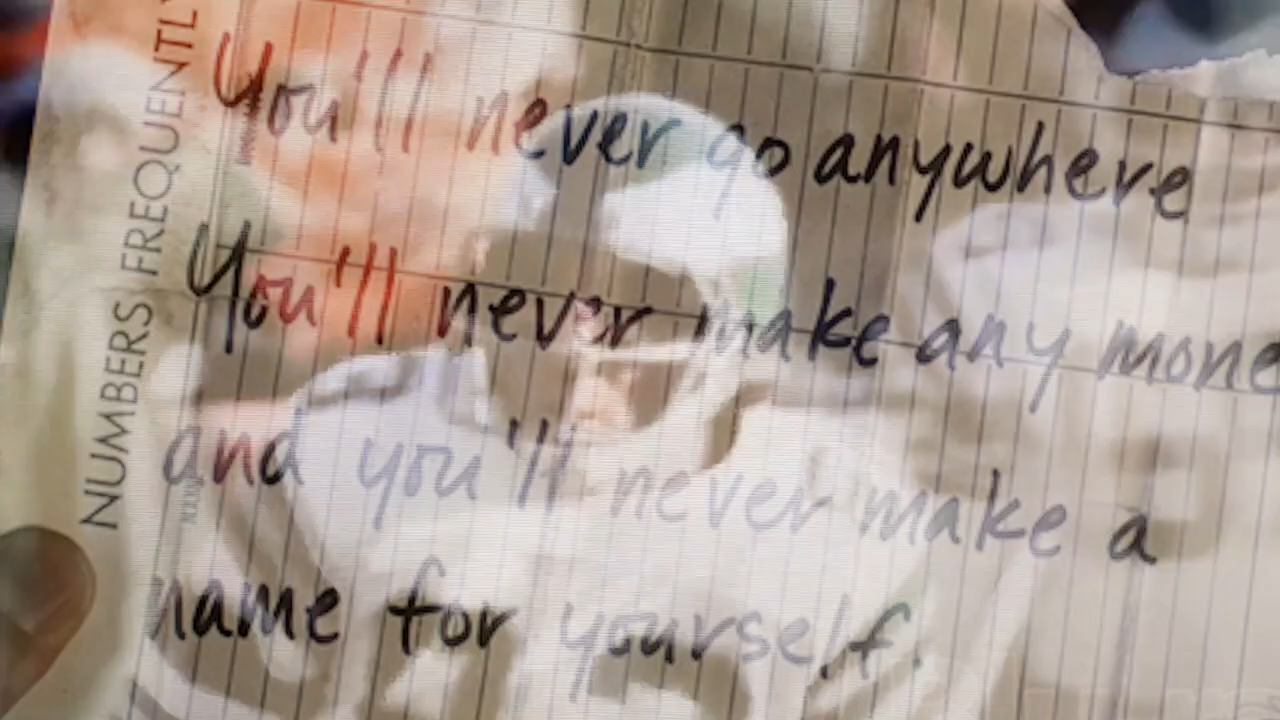 NUMBERS FREQUENTLY
You'll never go anywhere
You'll never make any mone
and you'll never make a
name for yourself.